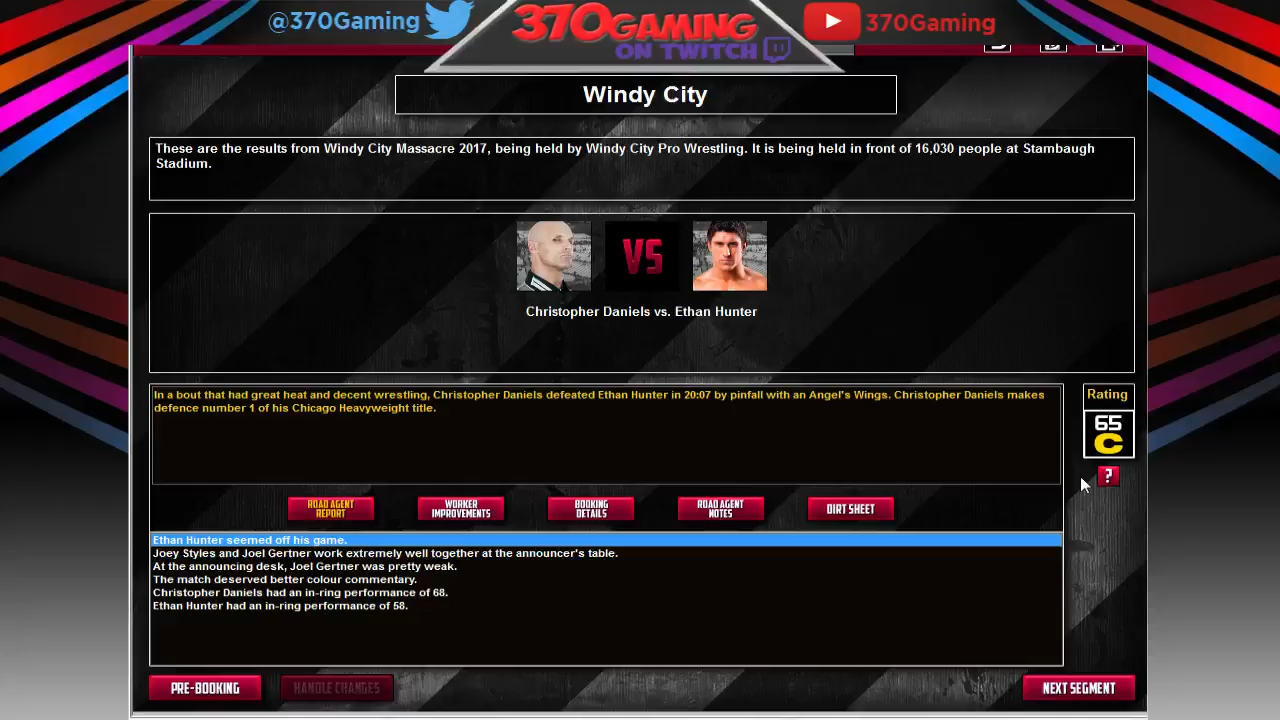 @370Gaming
370GAMING
ON TWITCH
370Gaming
Windy City
These are the results from Windy City Massacre 2017, being held by Windy City Pro Wrestling. It is being held in front of 16,030 people at Stambaugh
Stadium.
VS
Christopher Daniels vs. Ethan Hunter
In a bout that had great heat and decent wrestling, Christopher Daniels defeated Ethan Hunter in 20:07 by pinfall with an Angel's Wings. Christopher Daniels makes
defence number 1 of his Chicago Heavyweight title.
Rating
65
C
?
ROAD AGENT
REPORT
WORKER
IMPROVEMENTS
BOOKING
DETAILS
ROAD AGENT
NOTES
DIRT SHEET
Ethan Hunter seemed off his game.
Joey Styles and Joel Gertner work extremely well together at the announcer's table.
At the announcing desk, Joel Gertner was pretty weak.
The match deserved better colour commentary.
Christopher Daniels had an in-ring performance of 68.
Ethan Hunter had an in-ring performance of 58.
PRE-BOOKING
HANDLE CHANGES
NEXT SEGMENT